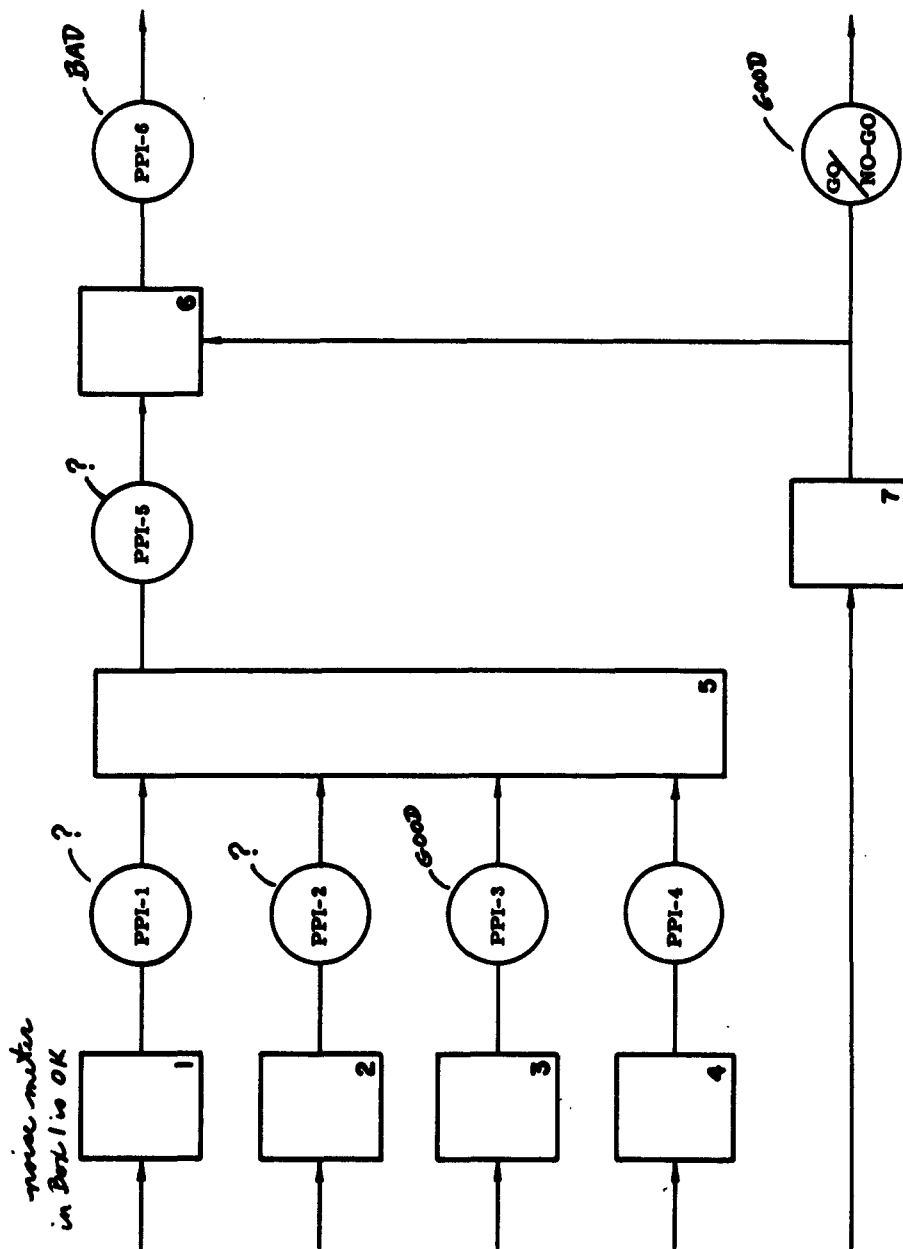 noise meter
in Box 1 is OK
1
PPI-1
?
2
PPI-2
?
3
PPI-3
GOOD
4
PPI-4
5
PPI-5
?
6
PPI-6
BAD
7
GO/NO-GO
GOOD